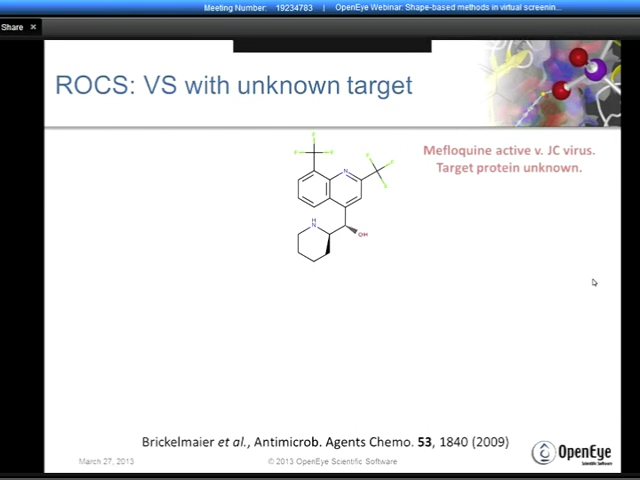 Meeting Number: 19234783 | OpenEye Webinar: Shape-based methods in virtual screenin...
Share ×
ROCS: VS with unknown target
Mefloquine active v. JC virus.
Target protein unknown.
N
H
N
OH
F
F
F
F
F
F
Brickelmaier et al., Antimicrob. Agents Chemo. 53, 1840 (2009)
March 27, 2013
© 2013 OpenEye Scientific Software
OpenEye
Scientific Software